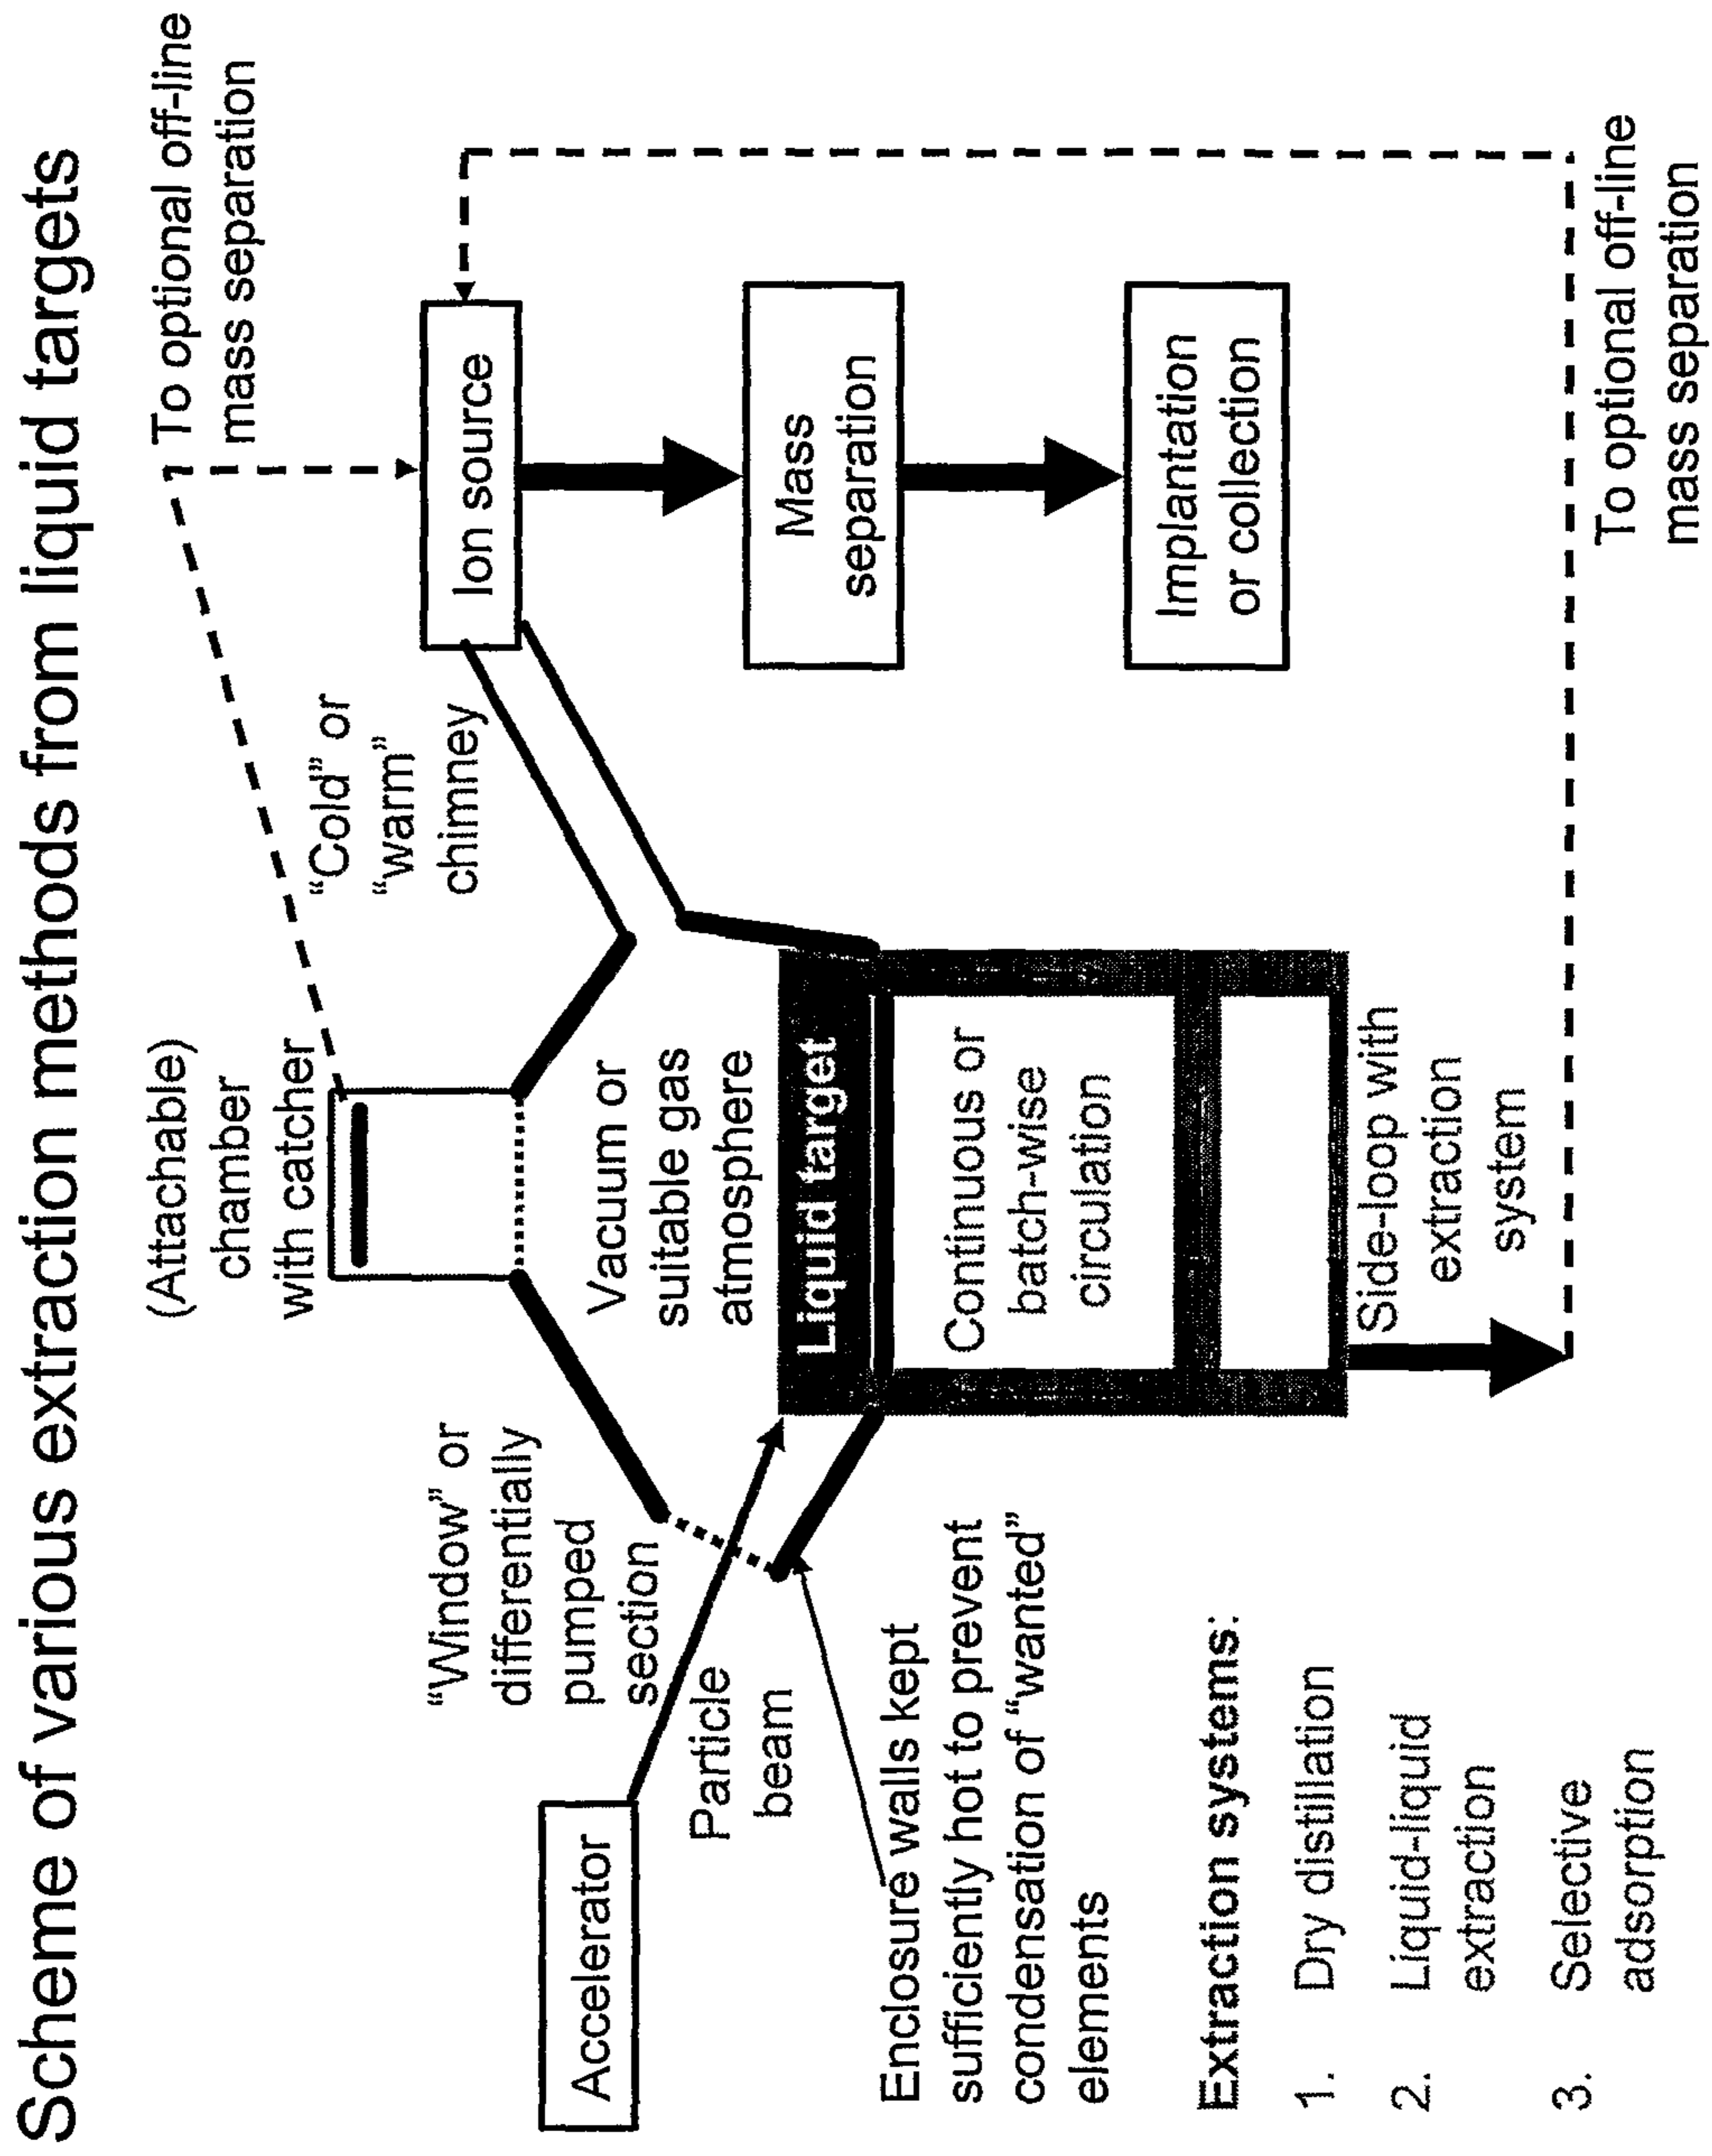 Scheme of various extraction methods from liquid targets
To optional off-line
mass separation
(Attachable)
chamber
with catcher
“Cold” or
“warm”
chimney
“Window” or
differentially
pumped
section
Accelerator
Particle
beam
Vacuum or
suitable gas
atmosphere
Ion source
Liquid target
Mass
separation
Enclosure walls kept
sufficiently hot to prevent
condensation of “wanted”
elements
Continuous or
batch-wise
circulation
Implantation
or collection
Extraction systems:
1. Dry distillation
2. Liquid-liquid
extraction
3. Selective
adsorption
Side-loop with
extraction
system
To optional off-line
mass separation